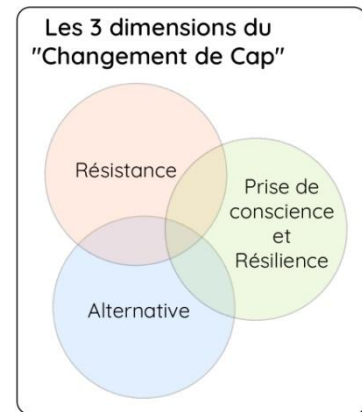 Les 3 dimensions du
"Changement de Cap"
Résistance
Prise de
conscience
et
Résilience
Alternative